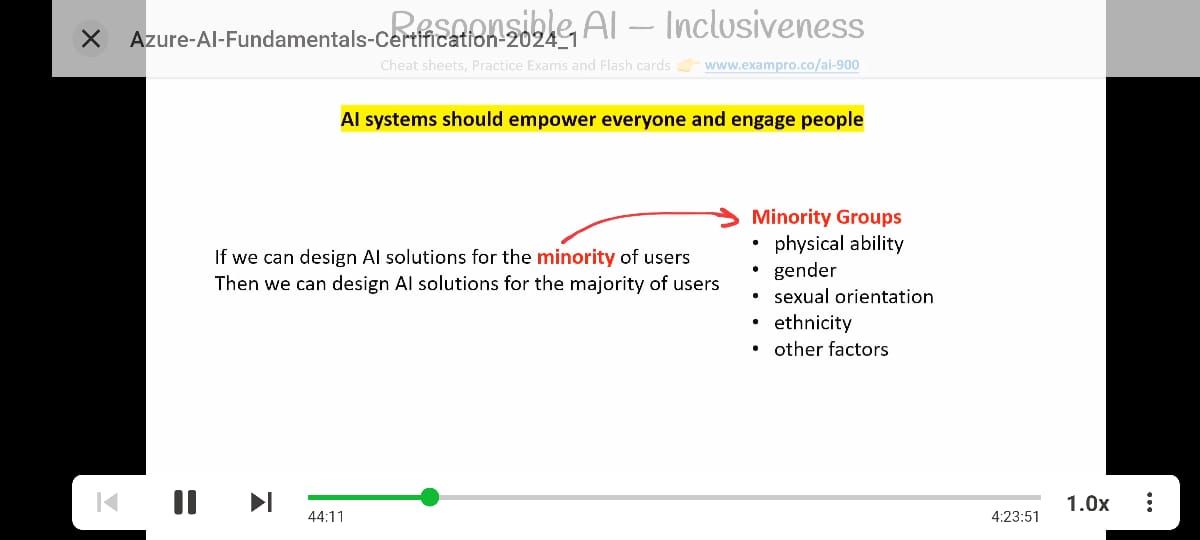 Responsible AI – Inclusiveness
Azure-AI-Fundamentals-Certification-2024_1
Cheat sheets, Practice Exams and Flash cards 👉 www.exampro.co/ai-900
AI systems should empower everyone and engage people
If we can design AI solutions for the minority of users
Then we can design AI solutions for the majority of users
Minority Groups
• physical ability
• gender
• sexual orientation
• ethnicity
• other factors
44:11
4:23:51
1.0x